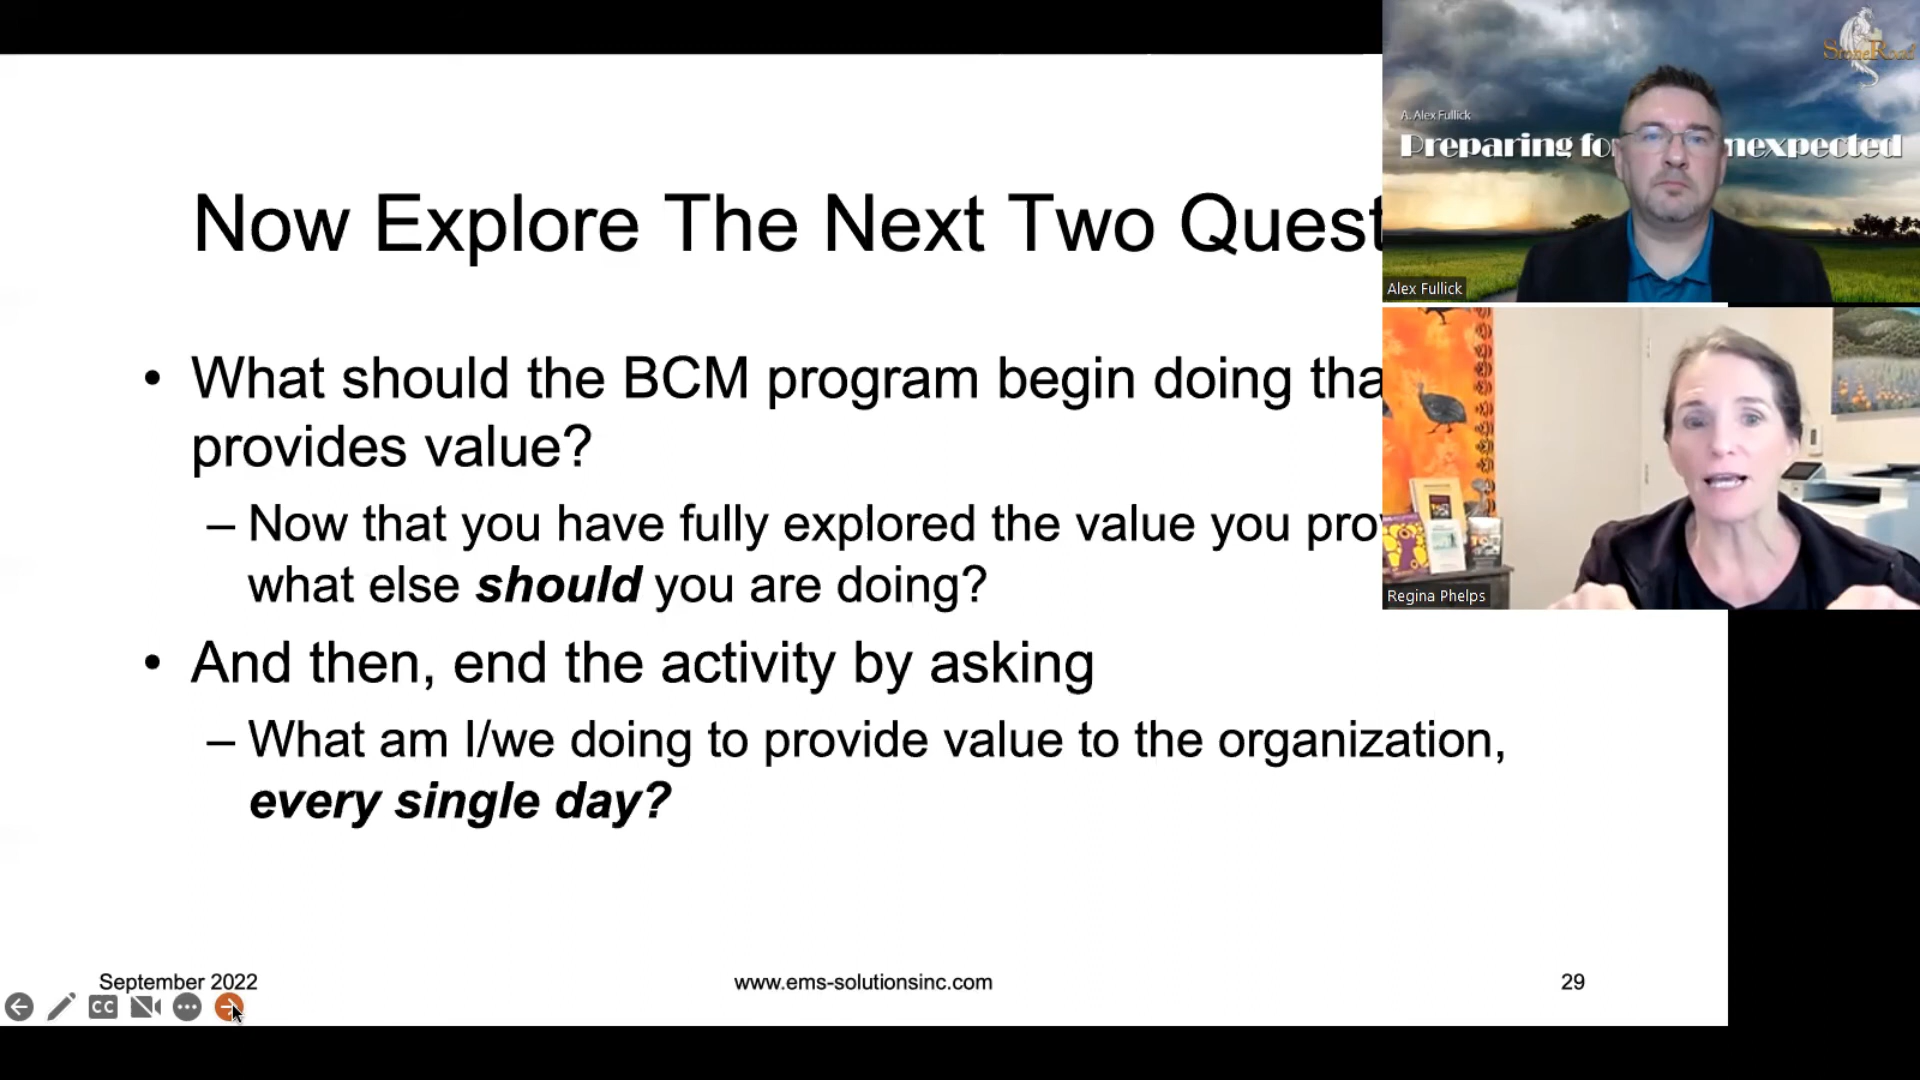 Now Explore The Next Two Quest
• What should the BCM program begin doing tha
provides value?
– Now that you have fully explored the value you pro
what else should you are doing?
• And then, end the activity by asking
– What am I/we doing to provide value to the organization,
every single day?
September 2022
www.ems-solutionsinc.com
29
CC
StoneRoad
A. Alex Fullick
Preparing fo nexpected
Alex Fullick
Regina Phelps